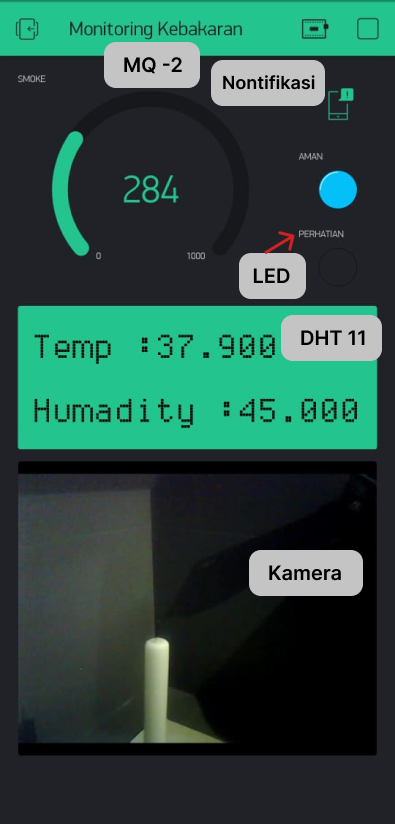 Monitoring Kebakaran
MQ -2
SMOKE
Nontifikasi
!
284
AMAN
0
1000
PERHATIAN
LED
Temp :37.900
DHT 11
Humadity :45.000
Kamera